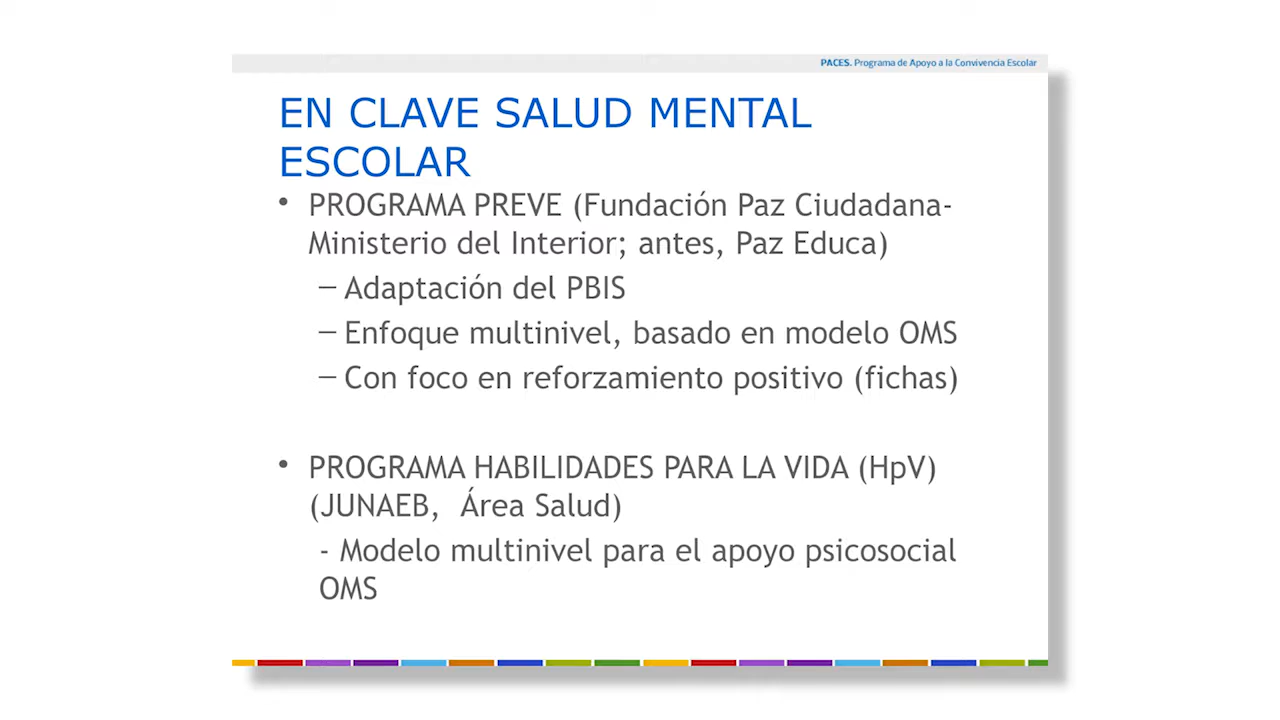 PACES. Programa de Apoyo a la Convivencia Escolar
EN CLAVE SALUD MENTAL
ESCOLAR
• PROGRAMA PREVE (Fundación Paz Ciudadana-
Ministerio del Interior; antes, Paz Educa)
– Adaptación del PBIS
– Enfoque multinivel, basado en modelo OMS
– Con foco en reforzamiento positivo (fichas)
• PROGRAMA HABILIDADES PARA LA VIDA (HpV)
(JUNAEB,  Área Salud)
- Modelo multinivel para el apoyo psicosocial
OMS